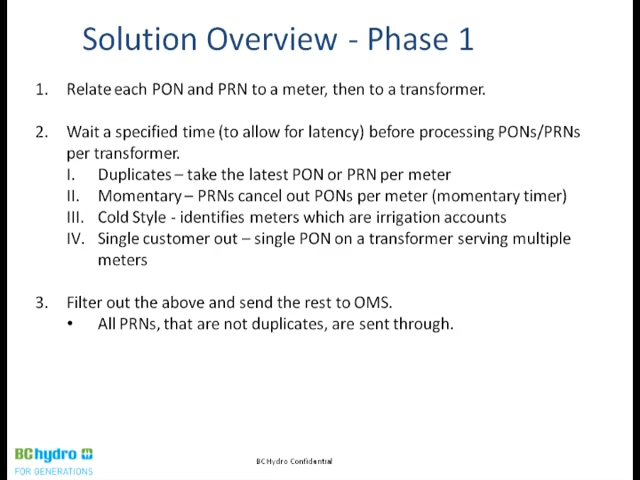 Solution Overview - Phase 1
1. Relate each PON and PRN to a meter, then to a transformer.
2. Wait a specified time (to allow for latency) before processing PONs/PRNs
per transformer.
I. Duplicates – take the latest PON or PRN per meter
II. Momentary – PRNs cancel out PONs per meter (momentary timer)
III. Cold Style - identifies meters which are irrigation accounts
IV. Single customer out – single PON on a transformer serving multiple
meters
3. Filter out the above and send the rest to OMS.
• All PRNs, that are not duplicates, are sent through.
BChydro
FOR GENERATIONS
BCHydro Confidential